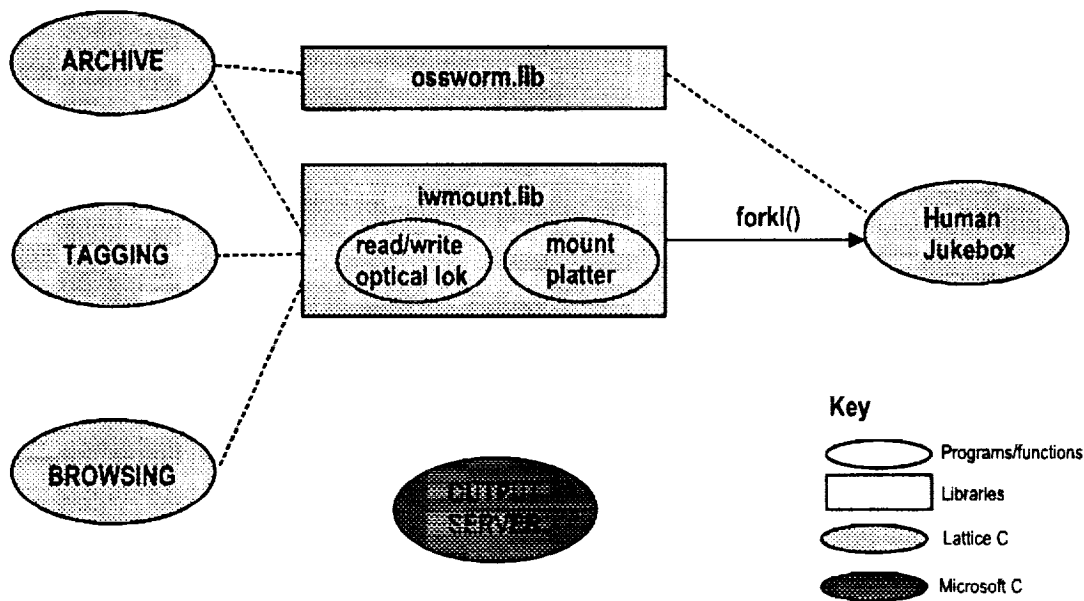 ARCHIVE
ossworm.lib
iwmount.lib
read/write
optical lok
mount
platter
forkl()
Human
Jukebox
TAGGING
BROWSING
SERVER
Key
Programs/functions
Libraries
Lattice C
Microsoft C